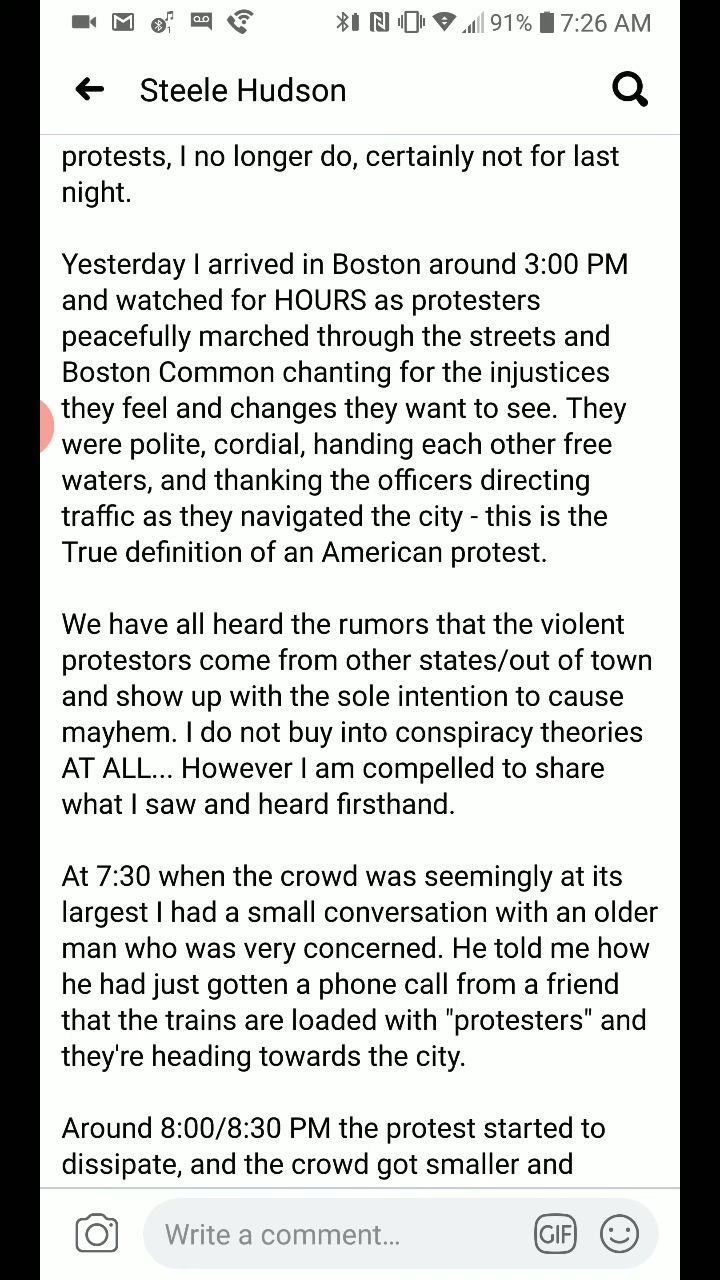 91% 7:26 AM
Steele Hudson
protests, I no longer do, certainly not for last
night.
Yesterday I arrived in Boston around 3:00 PM
and watched for HOURS as protesters
peacefully marched through the streets and
Boston Common chanting for the injustices
they feel and changes they want to see. They
were polite, cordial, handing each other free
waters, and thanking the officers directing
traffic as they navigated the city - this is the
True definition of an American protest.
We have all heard the rumors that the violent
protestors come from other states/out of town
and show up with the sole intention to cause
mayhem. I do not buy into conspiracy theories
AT ALL... However I am compelled to share
what I saw and heard firsthand.
At 7:30 when the crowd was seemingly at its
largest I had a small conversation with an older
man who was very concerned. He told me how
he had just gotten a phone call from a friend
that the trains are loaded with "protesters" and
they're heading towards the city.
Around 8:00/8:30 PM the protest started to
dissipate, and the crowd got smaller and
Write a comment...
GIF